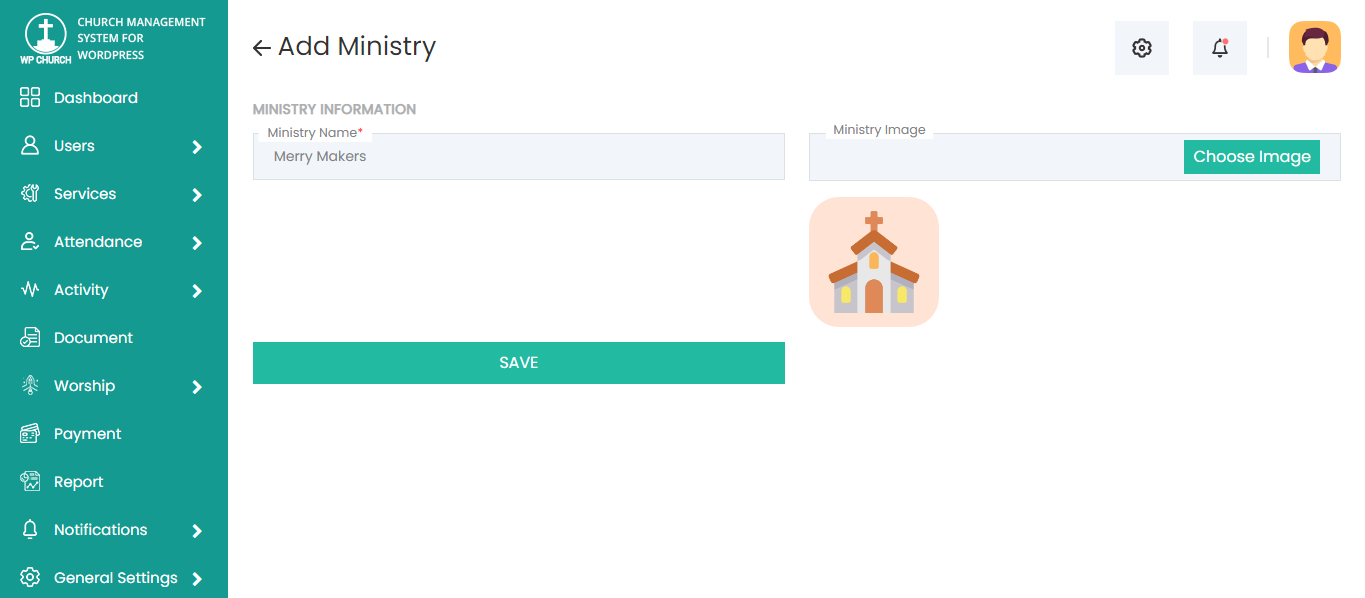 CHURCH MANAGEMENT
SYSTEM FOR
WORDPRESS
WP CHURCH
Dashboard
Users
Services
Attendance
Activity
Document
Worship
Payment
Report
Notifications
General Settings
Add Ministry
MINISTRY INFORMATION
Ministry Name*
Merry Makers
Ministry Image
Choose Image
SAVE